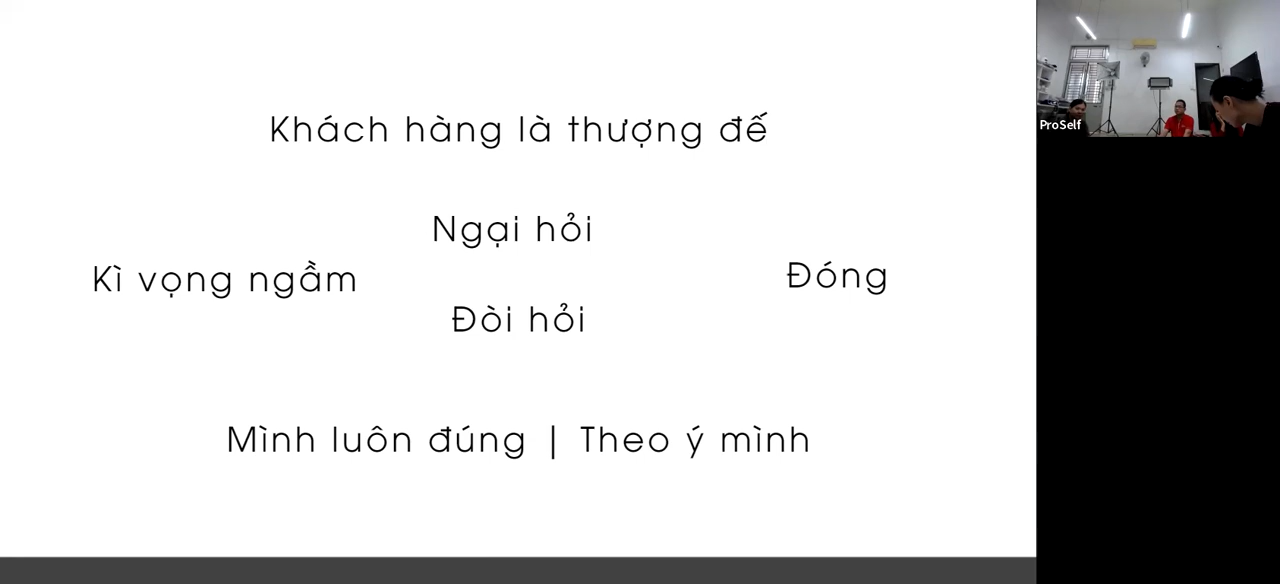 Khách hàng là thượng đế
Ngại hỏi
Kì vọng ngầm
Đóng
Đòi hỏi
Mình luôn đúng | Theo ý mình
ProSelf